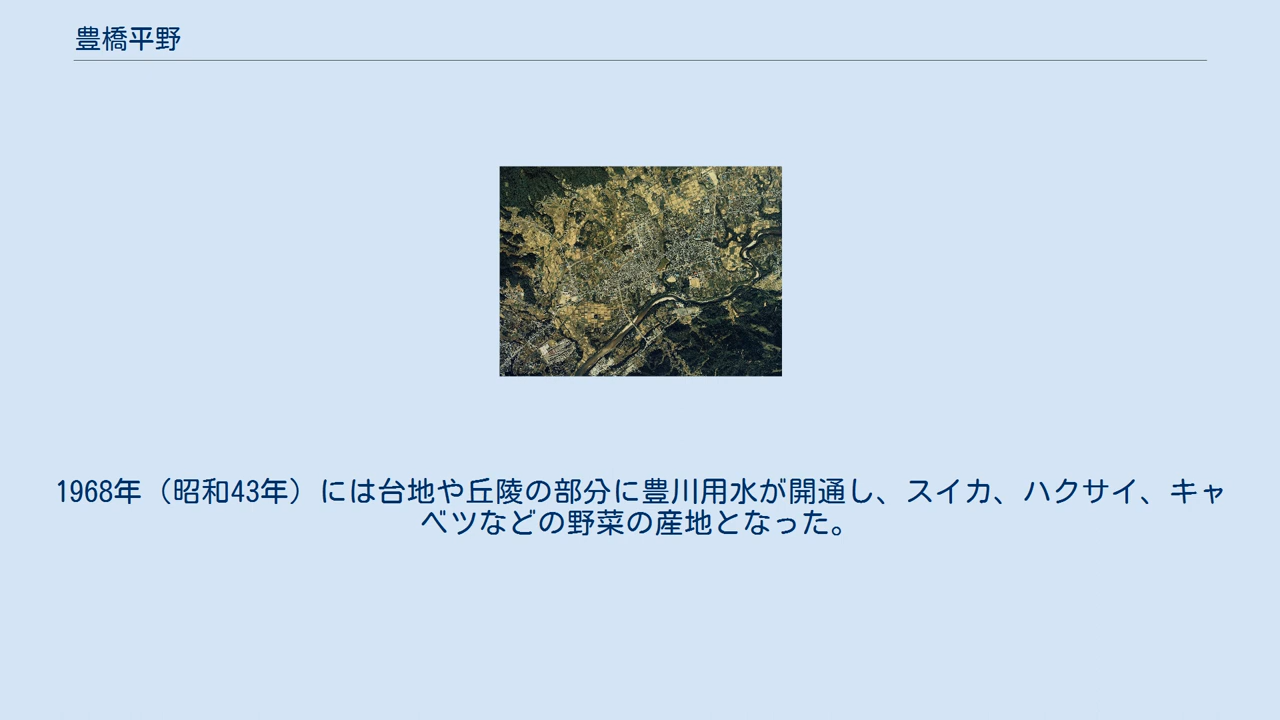 豊橋平野
1968年（昭和43年）には台地や丘陵の部分に豊川用水が開通し、スイカ、ハクサイ、キャ
ベツなどの野菜の産地となった。